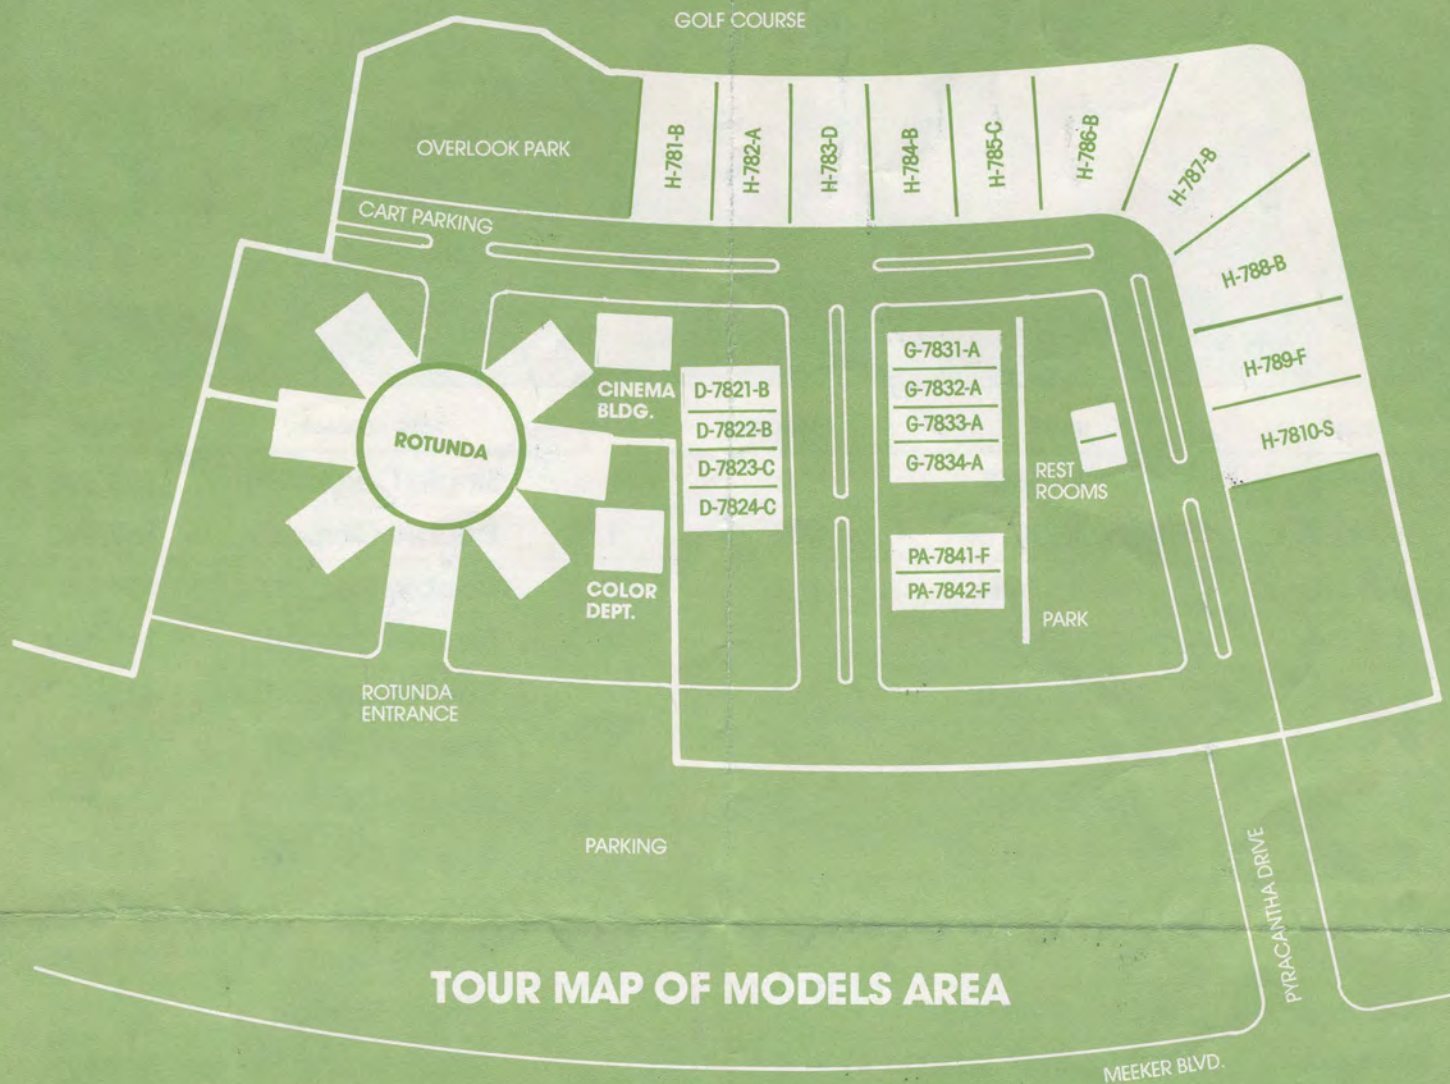 GOLF COURSE
OVERLOOK PARK
H-781-B
H-782-A
H-783-D
H-784-B
H-785-C
H-786-B
H-787-B
H-788-B
H-789-F
H-7810-S
CART PARKING
ROTUNDA
CINEMA
BLDG.
D-7821-B
D-7822-B
D-7823-C
D-7824-C
G-7831-A
G-7832-A
G-7833-A
G-7834-A
REST
ROOMS
PA-7841-F
PA-7842-F
COLOR
DEPT.
PARK
ROTUNDA
ENTRANCE
PARKING
PYRACANTHA DRIVE
TOUR MAP OF MODELS AREA
MEEKER BLVD.